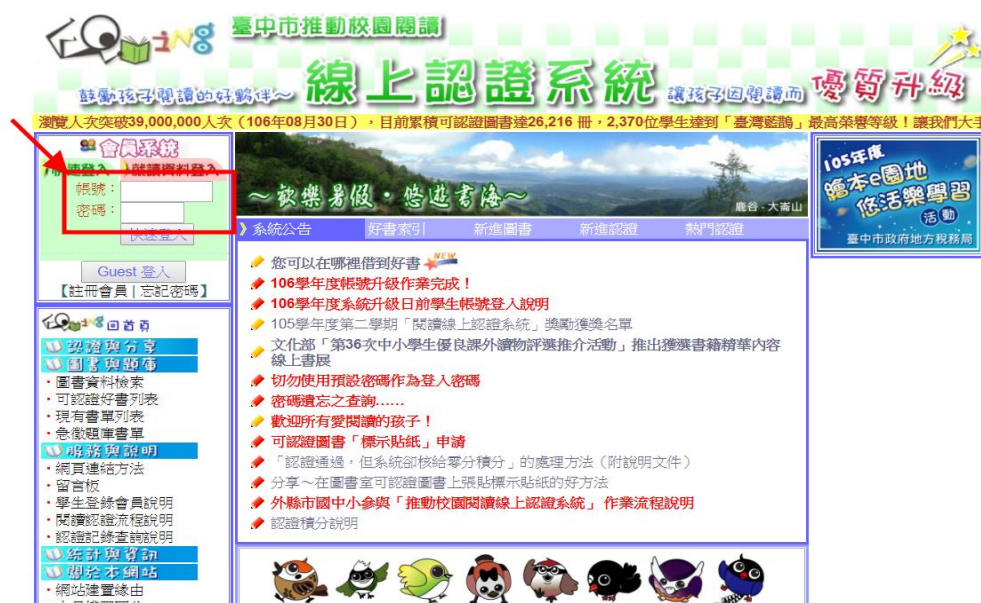 臺中市推動校園閱讀
鼓勵孩子閱讀的好夥伴～線上認證系統 讓孩子因閱讀而優質升級
瀏覽人次突破39,000,000人次（106年08月30日），目前累積可認證圖書達26,216 冊，2,370位學生達到「臺灣藍鵲」最高榮譽等級！讓我們大手
會員系統
快速登入 就讀資料登入
帳號：
密碼：
快速登入
Guest 登入
【註冊會員 | 忘記密碼】
回首頁
認證與分享
圖書與題庫
・圖書資料檢索
・可認證好書列表
・現有書單列表
・急徵題庫書單
服務與說明
・網頁連結方法
・留言板
・學生登錄會員說明
・閱讀認證流程說明
・認證記錄查詢說明
統計與資訊
關於本網站
・網站建置緣由
～歡樂暑假・悠遊書海～
鹿谷 · 大崙山
》系統公告 好書索引 新進圖書 新進認證 熱門認證
您可以在哪裡借到好書 NEW
106學年度帳號升級作業完成！
106學年度系統升級日前學生帳號登入說明
105學年度第二學期「閱讀線上認證系統」獎勵獲獎名單
文化部「第36次中小學生優良課外讀物評選推介活動」推出獲選書籍精華內容
線上書展
切勿使用預設密碼作為登入密碼
密碼遺忘之查詢……
歡迎所有愛閱讀的孩子！
可認證圖書「標示貼紙」申請
「認證通過，但系統卻核給零分積分」的處理方法（附說明文件）
分享～在圖書室可認證圖書上張貼標示貼紙的好方法
外縣市國中小參與「推動校園閱讀線上認證系統」 作業流程說明
認證積分說明
105年度
繪本e園地
悠活樂學習
活動
臺中市政府地方稅務局